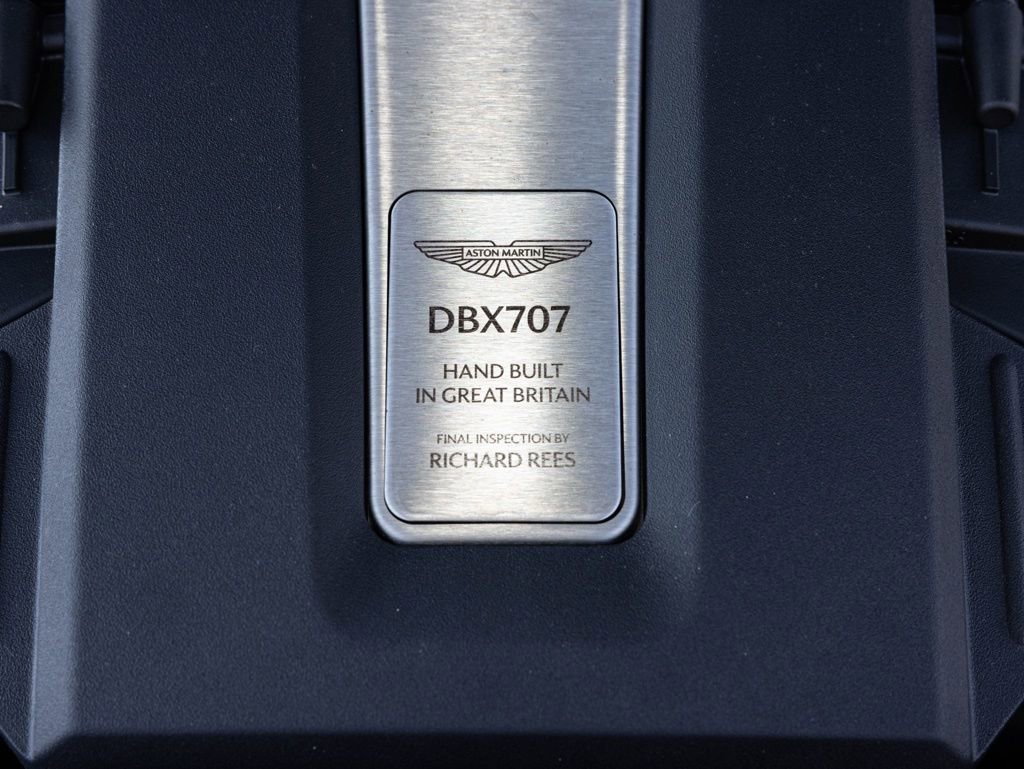 ASTON MARTIN
DBX707
HAND BUILT
IN GREAT BRITAIN
FINAL INSPECTION BY
RICHARD REES